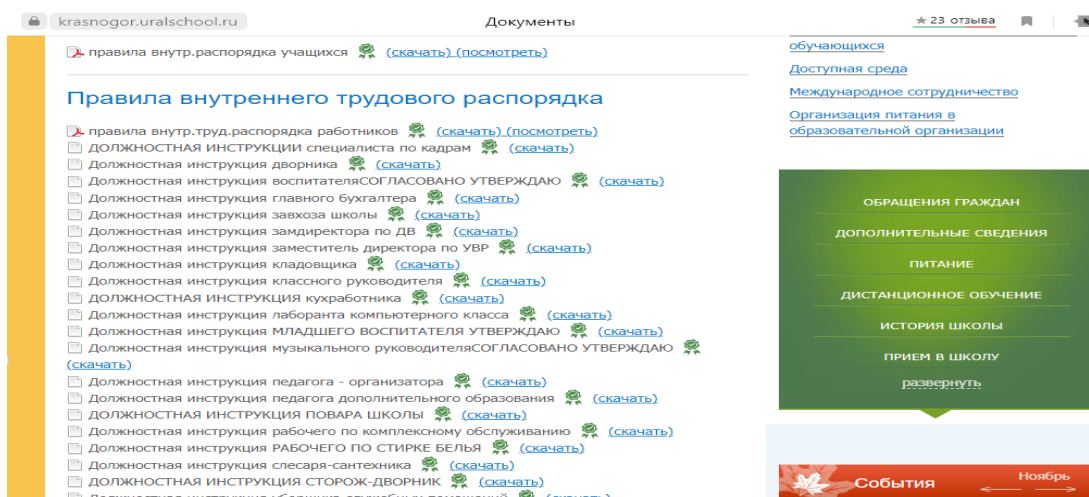 krasnogor.uralschool.ru
Документы
★ 23 отзыва
правила внутр.распорядка учащихся (скачать) (посмотреть)
Правила внутреннего трудового распорядка
правила внутр.труд.распорядка работников (скачать) (посмотреть)
ДОЛЖНОСТНАЯ ИНСТРУКЦИИ специалиста по кадрам (скачать)
Должностная инструкция дворника (скачать)
Должностная инструкция воспитателяСОГЛАСОВАНО УТВЕРЖДАЮ (скачать)
Должностная инструкция главного бухгалтера (скачать)
Должностная инструкция завхоза школы (скачать)
Должностная инструкция замдиректора по ДВ (скачать)
Должностная инструкция заместитель директора по УВР (скачать)
Должностная инструкция кладовщика (скачать)
Должностная инструкция классного руководителя (скачать)
ДОЛЖНОСТНАЯ ИНСТРУКЦИЯ кухработника (скачать)
Должностная инструкция лаборанта компьютерного класса (скачать)
Должностная инструкция МЛАДШЕГО ВОСПИТАТЕЛЯ УТВЕРЖДАЮ (скачать)
Должностная инструкция музыкального руководителяСОГЛАСОВАНО УТВЕРЖДАЮ
(скачать)
Должностная инструкция педагога - организатора (скачать)
Должностная инструкция педагога дополнительного образования (скачать)
ДОЛЖНОСТНАЯ ИНСТРУКЦИЯ ПОВАРА ШКОЛЫ (скачать)
Должностная инструкция рабочего по комплексному обслуживанию (скачать)
Должностная инструкция РАБОЧЕГО ПО СТИРКЕ БЕЛЬЯ (скачать)
Должностная инструкция слесаря-сантехника (скачать)
ДОЛЖНОСТНАЯ ИНСТРУКЦИЯ СТОРОЖ-ДВОРНИК (скачать)
обучающихся
Доступная среда
Международное сотрудничество
Организация питания в
образовательной организации
ОБРАЩЕНИЯ ГРАЖДАН
ДОПОЛНИТЕЛЬНЫЕ СВЕДЕНИЯ
ПИТАНИЕ
ДИСТАНЦИОННОЕ ОБУЧЕНИЕ
ИСТОРИЯ ШКОЛЫ
ПРИЕМ В ШКОЛУ
развернуть
События
Ноябрь